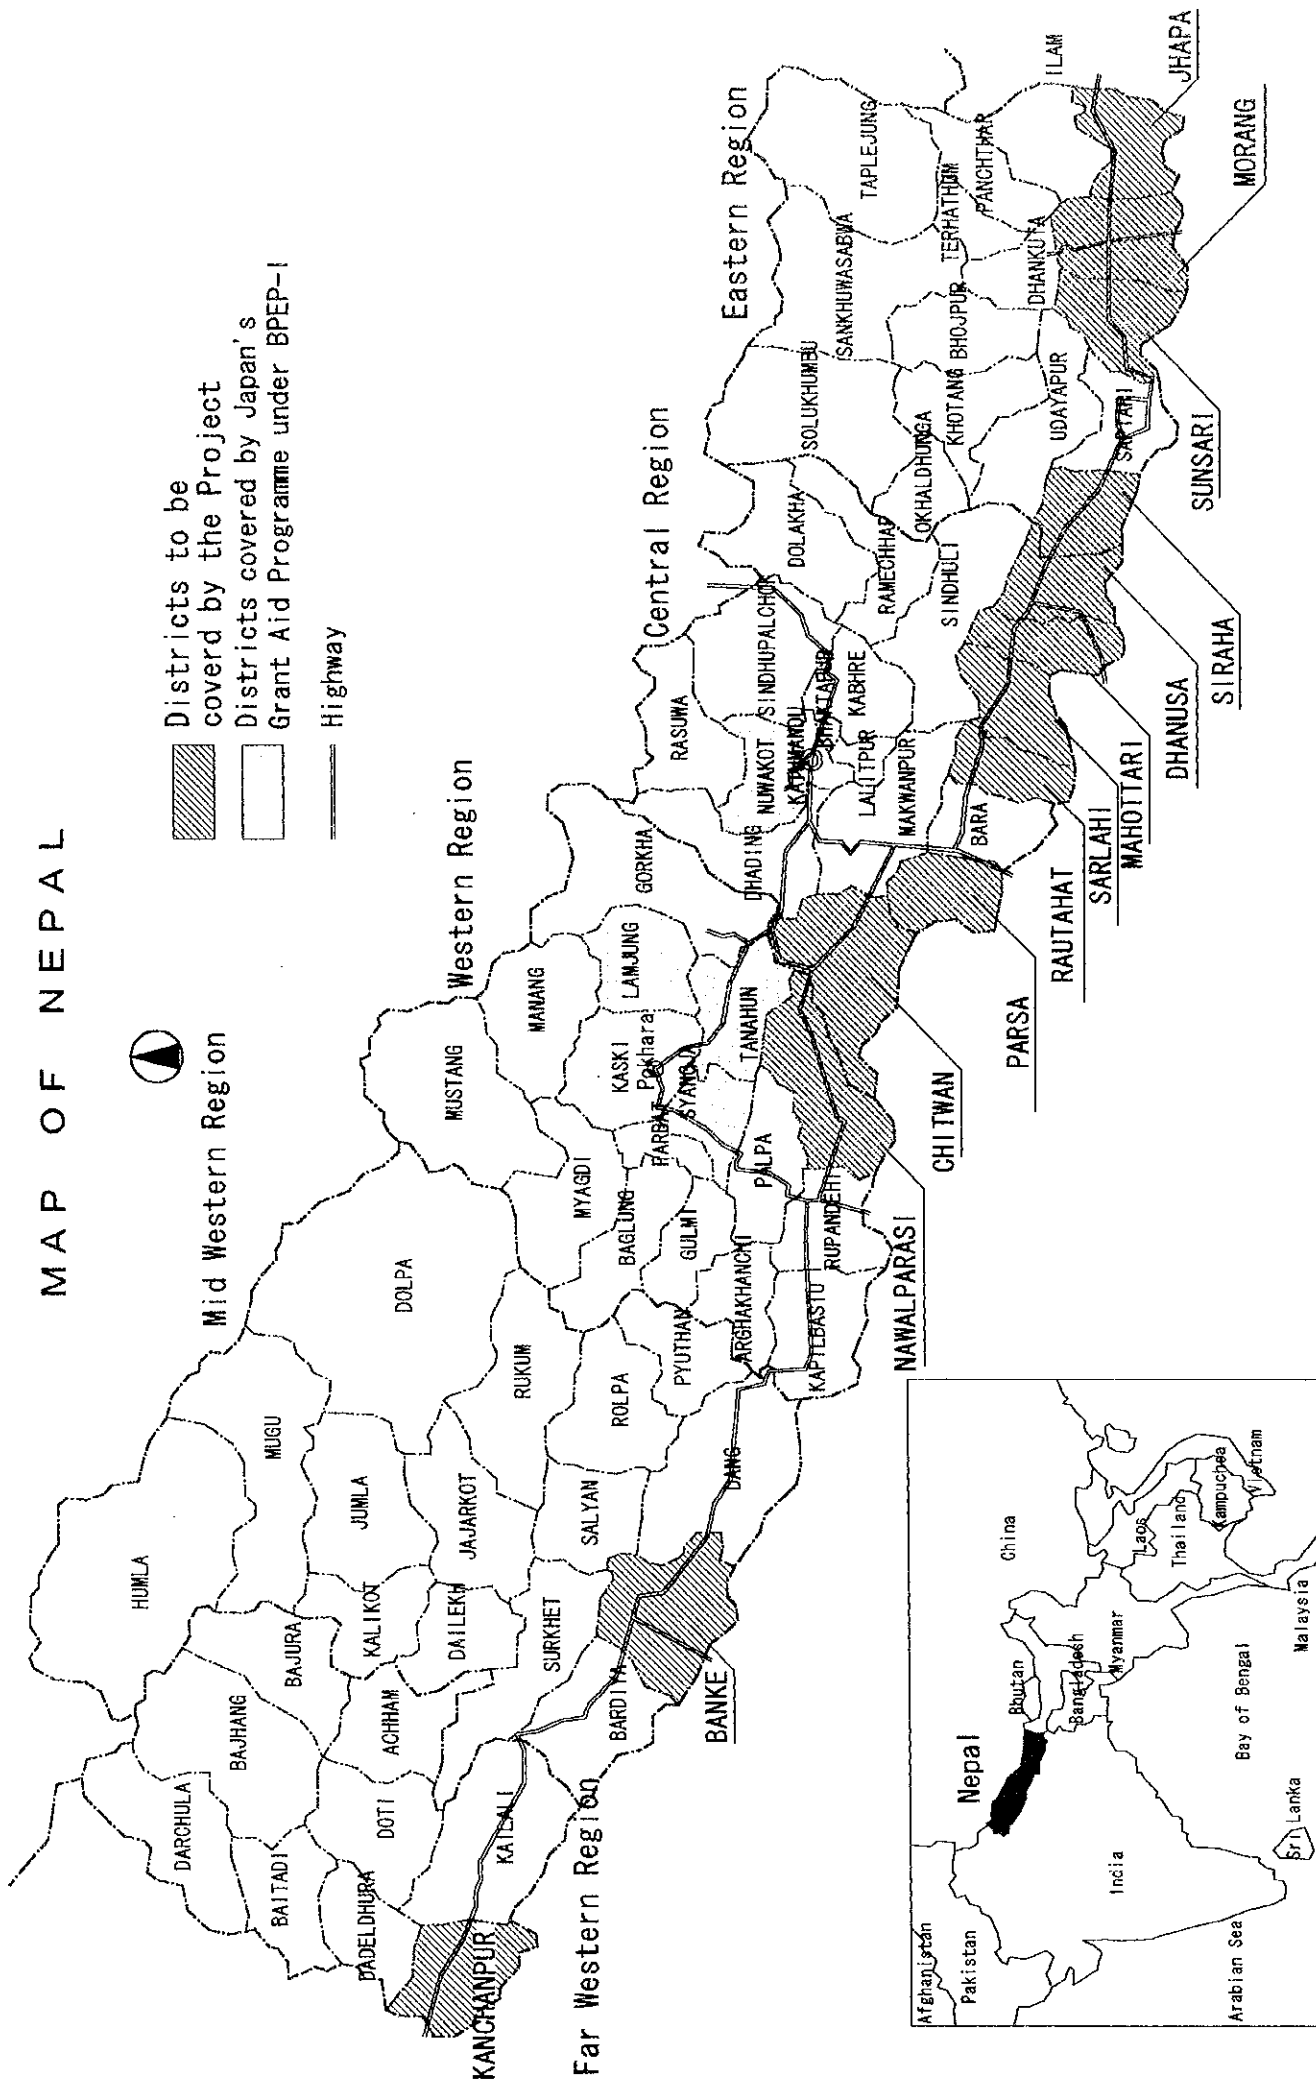 MAP OF NEPAL
Districts to be
coverd by the Project
Districts covered by Japan's
Grant Aid Programme under BPEP-I
Highway
Mid Western Region
Western Region
Central Region
Eastern Region
Far Western Region
DARCHULA
BAJHANG
HUMLA
BAITADI
BAJURA
MUGU
DADELDHURA
DOTI
ACHHAM
KALIKOT
JUMLA
DOLPA
MUSTANG
KANCHANPUR
KAILALI
DAILEKH
JAJARKOT
RUKUM
MANANG
SURKHET
SALYAN
ROLPA
BAGLUNG
MYAGDI
KASKI
Pokhara
LAMJUNG
GORKHA
RASUWA
BARDIYA
BANKE
DANG
PYUTHAN
GULMI
PARBAT
SYANGJA
TANAHUN
DHADING
NUWAKOT
SINDHUPALCHOK
DOLAKHA
SOLUKHUMBU
SANKHUWASABWA
TAPLEJUNG
ARGHAKHANCHI
PALPA
KATHMANDU
BHAKTAPUR
KAPILBASTU
RUPANDEHI
LALITPUR
KABHRE
RAMECHHAP
OKHALDHUNGA
KHOTANG
BHOJPUR
TERHATHUM
PANCHTHAR
MAKWANPUR
SINDHULI
UDAYAPUR
DHANKUTA
ILAM
BARA
SAPTARI
NAWALPARASI
CHITWAN
PARSA
RAUTAHAT
SARLAHI
MAHOTTARI
DHANUSA
SIRAHA
SUNSARI
MORANG
JHAPA
Nepal
Afghanistan
Pakistan
China
Bhutan
Bangladesh
Myanmar
Laos
Thailand
Kampuchea
Vietnam
India
Arabian Sea
Bay of Bengal
Sri Lanka
Malaysia